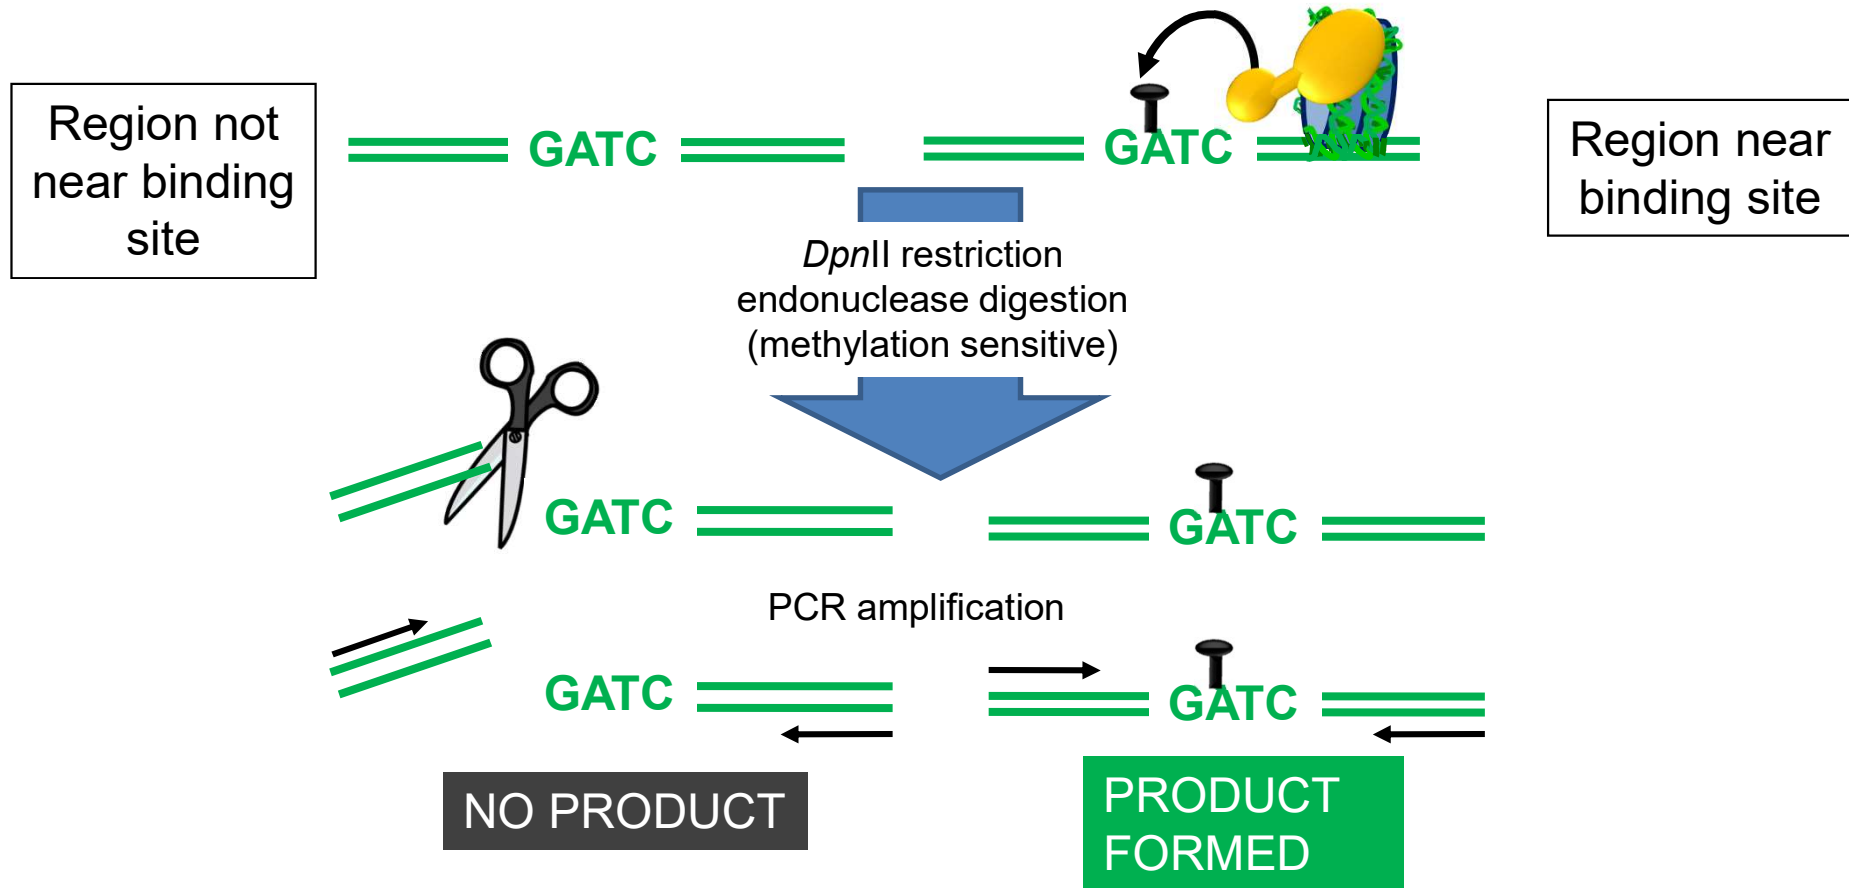 Region not
near binding
site
GATC
GATC
Region near
binding site
DpnII restriction
endonuclease digestion
(methylation sensitive)
GATC
GATC
PCR amplification
GATC
GATC
NO PRODUCT
PRODUCT
FORMED